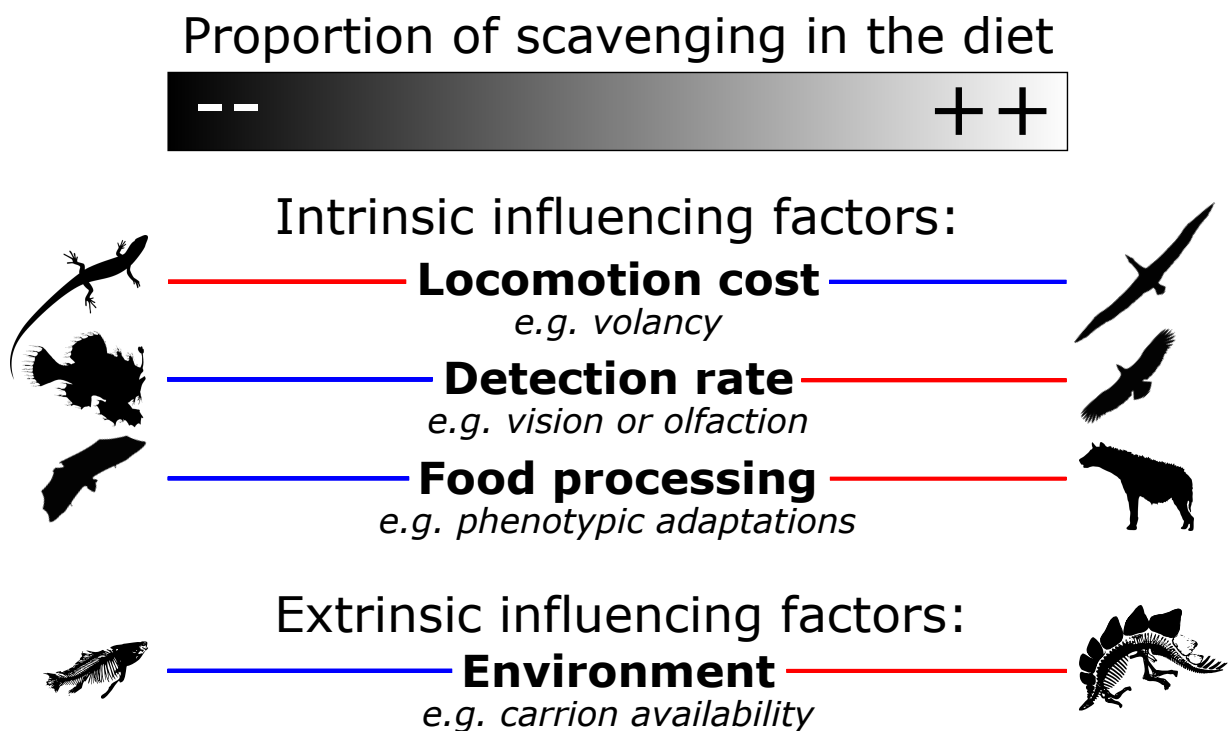 Proportion of scavenging in the diet
-- ++
Intrinsic influencing factors:
Locomotion cost
e.g. volancy
Detection rate
e.g. vision or olfaction
Food processing
e.g. phenotypic adaptations
Extrinsic influencing factors:
Environment
e.g. carrion availability